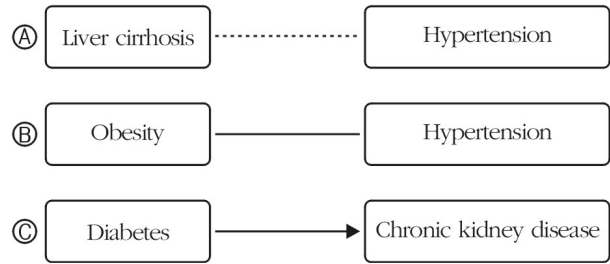 Ⓐ Liver cirrhosis Hypertension
Ⓑ Obesity Hypertension
Ⓒ Diabetes Chronic kidney disease